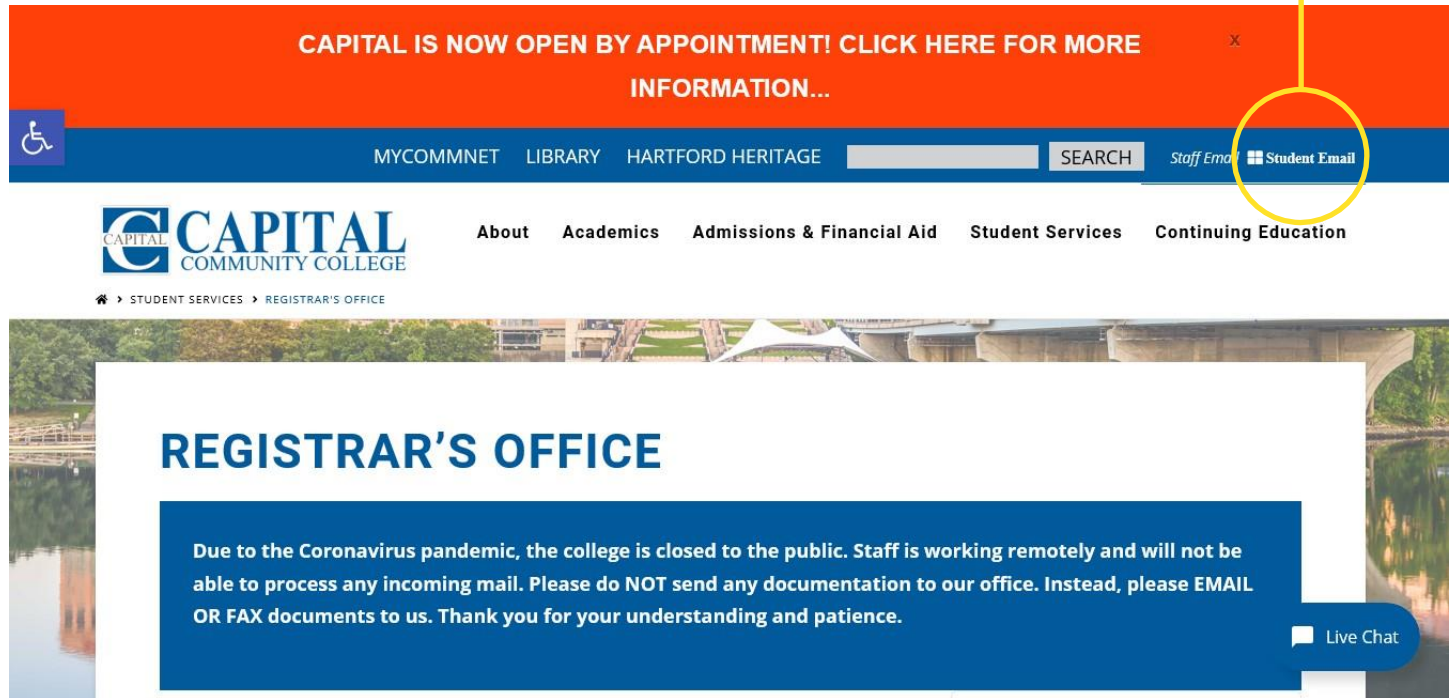 CAPITAL IS NOW OPEN BY APPOINTMENT! CLICK HERE FOR MORE
INFORMATION...
x
MYCOMMNET LIBRARY HARTFORD HERITAGE SEARCH Staff Email Student Email
CAPITAL
CAPITAL
COMMUNITY COLLEGE
About Academics Admissions & Financial Aid Student Services Continuing Education
> STUDENT SERVICES > REGISTRAR'S OFFICE
REGISTRAR’S OFFICE
Due to the Coronavirus pandemic, the college is closed to the public. Staff is working remotely and will not be
able to process any incoming mail. Please do NOT send any documentation to our office. Instead, please EMAIL
OR FAX documents to us. Thank you for your understanding and patience.
Live Chat